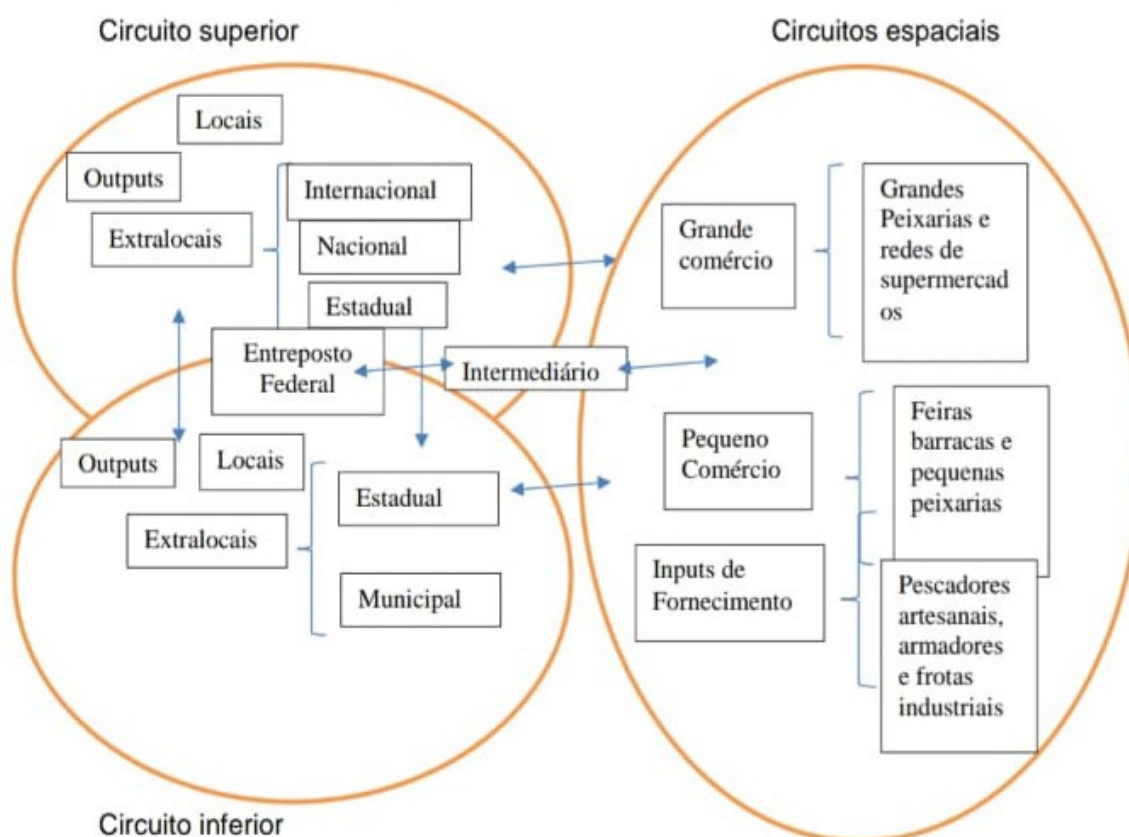 Circuito superior
Locais
Outputs
Extralocais
Internacional
Nacional
Estadual
Entreposto
Federal
Intermediário
Outputs
Locais
Extralocais
Estadual
Municipal
Circuito inferior
Circuitos espaciais
Grande
comércio
Grandes
Peixarias e
redes de
supermercad
os
Pequeno
Comércio
Feiras
barracas e
pequenas
peixarias
Inputs de
Fornecimento
Pescadores
artesanais,
armadores
e frotas
industriais